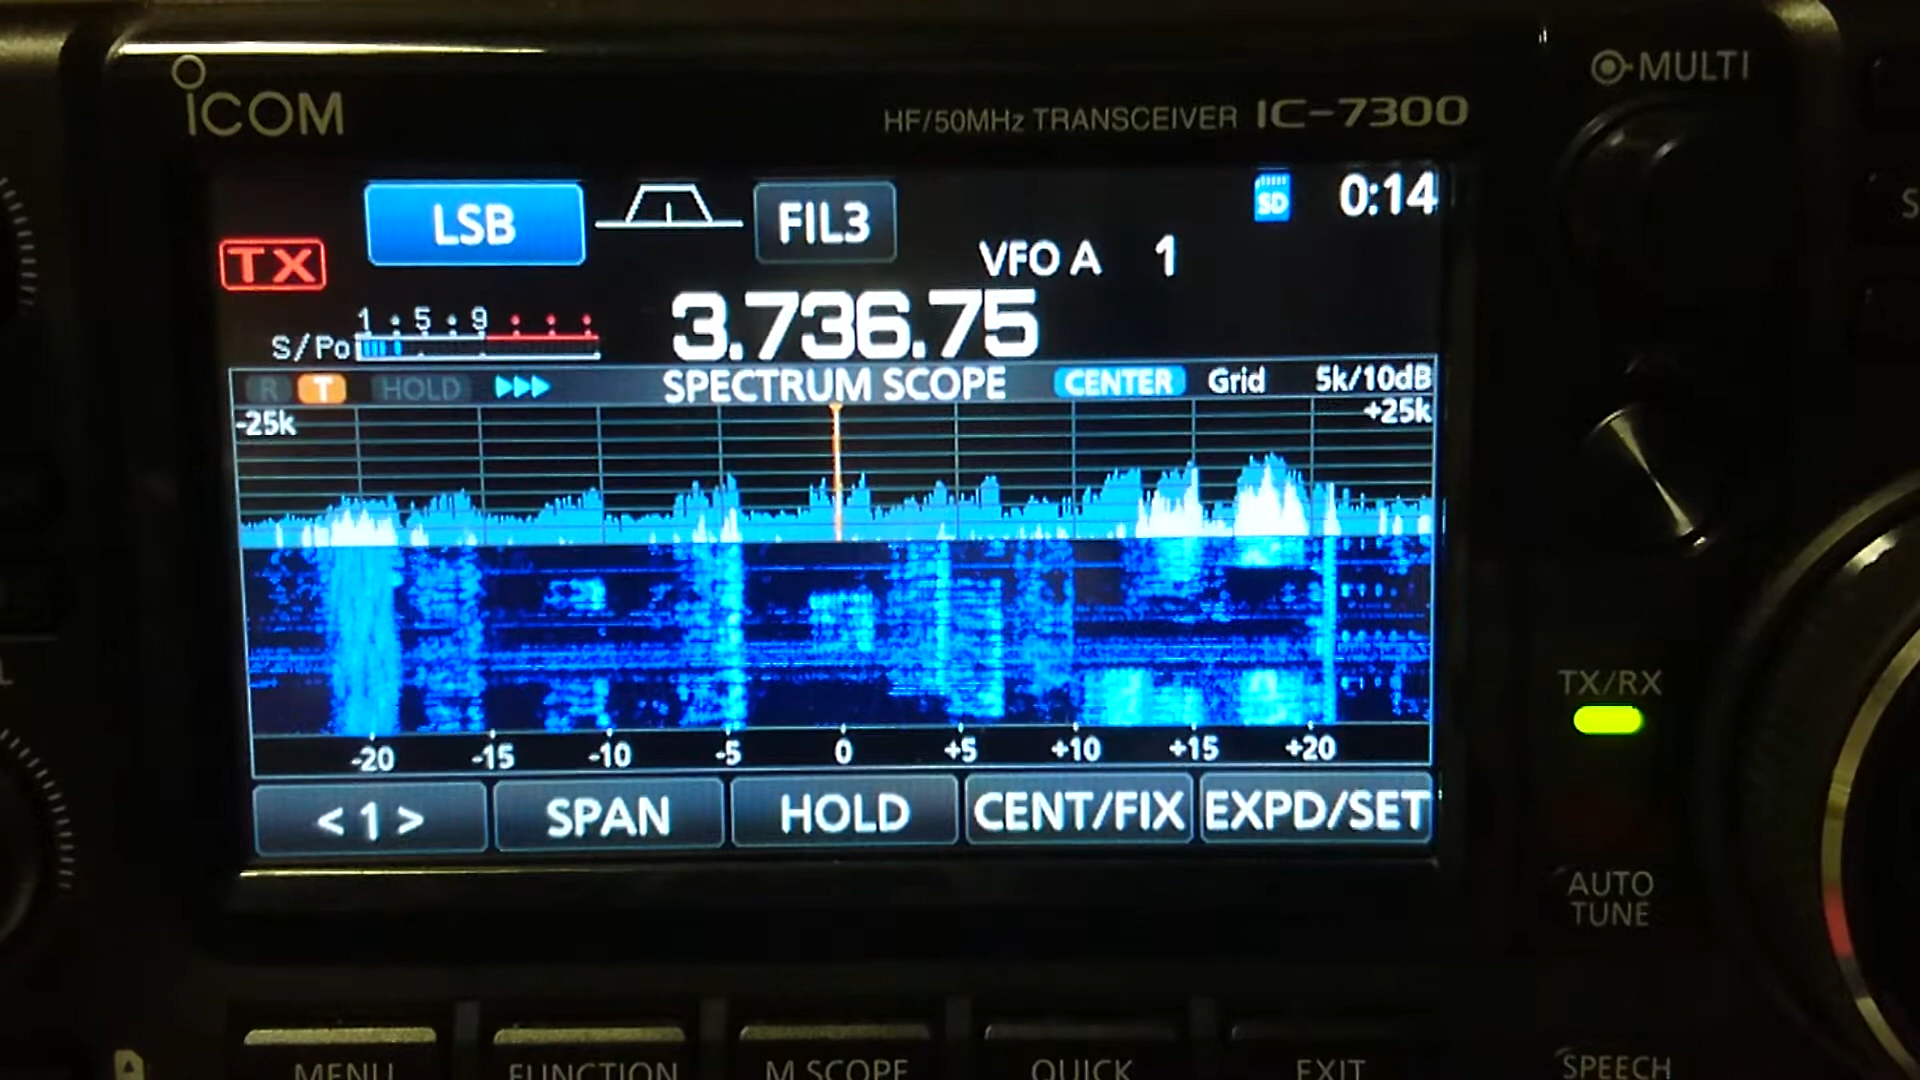 MULTI
ICOM
HF/50MHz TRANSCEIVER IC-7300
LSB
FIL3
SD
0:14
TX
VFO A 1
1 5 9
S/Po
3.736.75
R T HOLD
SPECTRUM SCOPE
CENTER
Grid
5k/10dB
-25k
+25k
-20 -15 -10 -5 0 +5 +10 +15 +20
TX/RX
< 1 >
SPAN
HOLD
CENT/FIX
EXPD/SET
AUTO
TUNE
MENU
FUNCTION
M.SCOPE
QUICK
EXIT
SPEECH